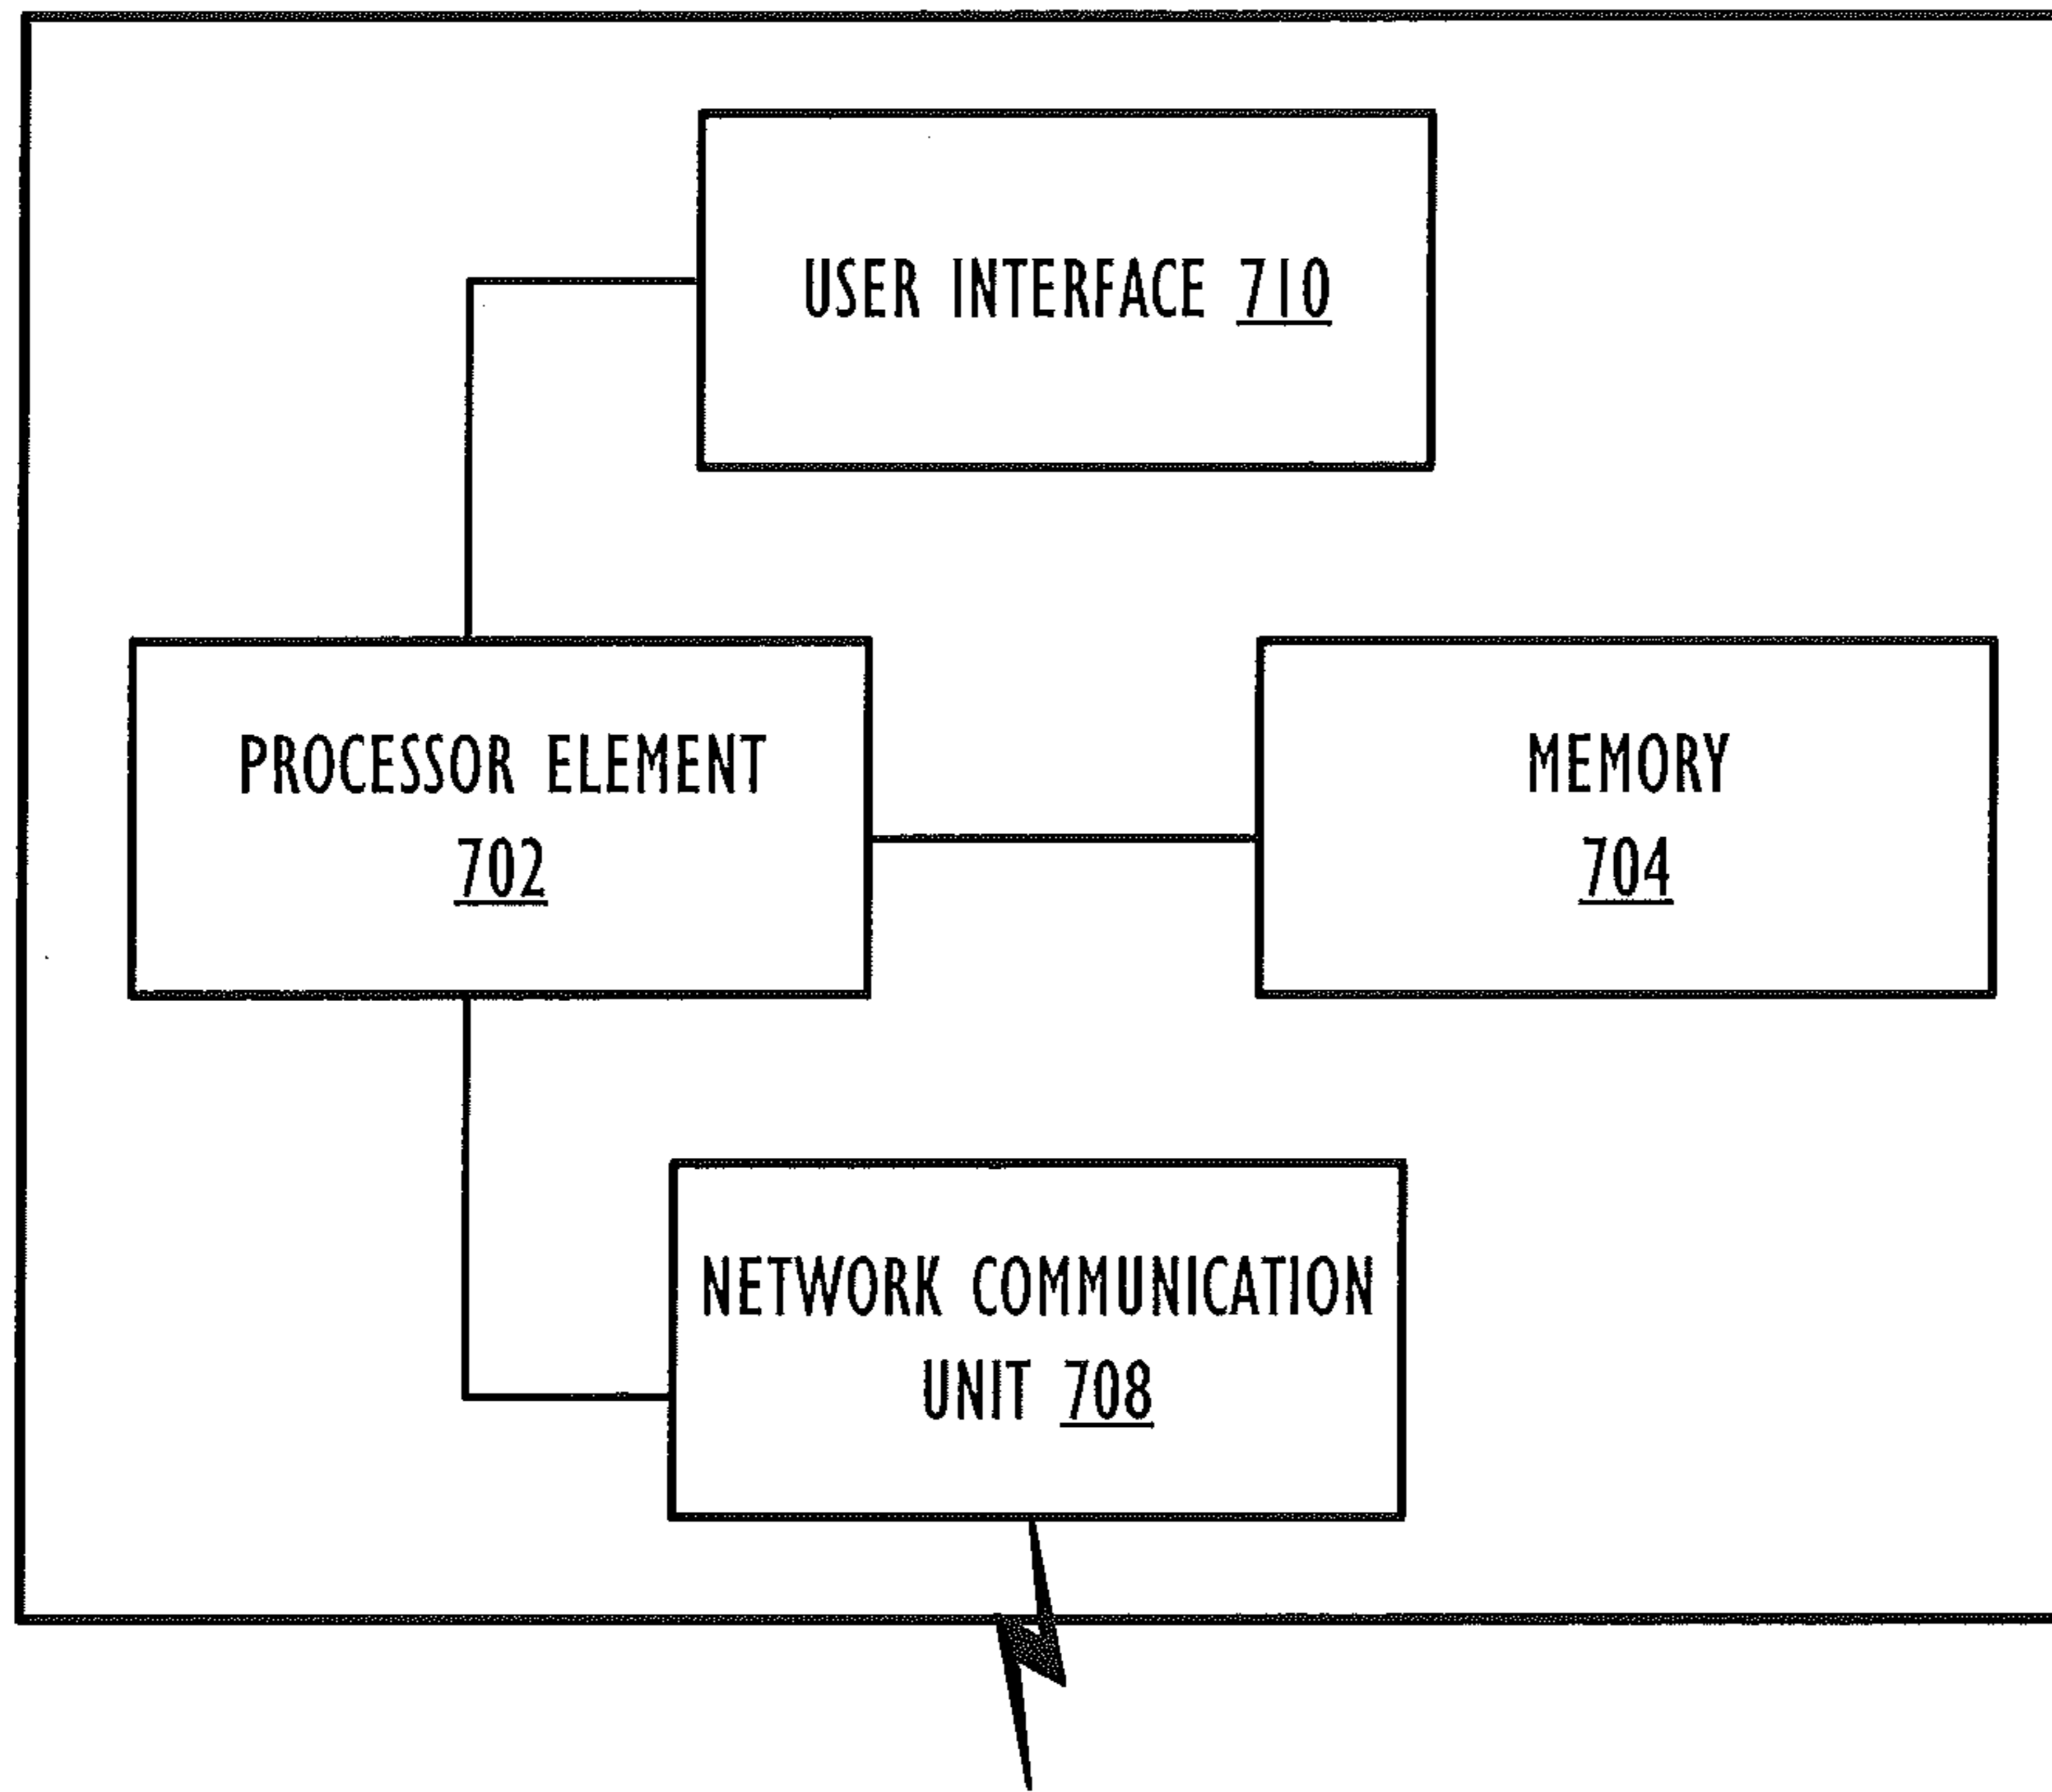 USER INTERFACE 710
PROCESSOR ELEMENT
702
MEMORY
704
NETWORK COMMUNICATION
UNIT 708